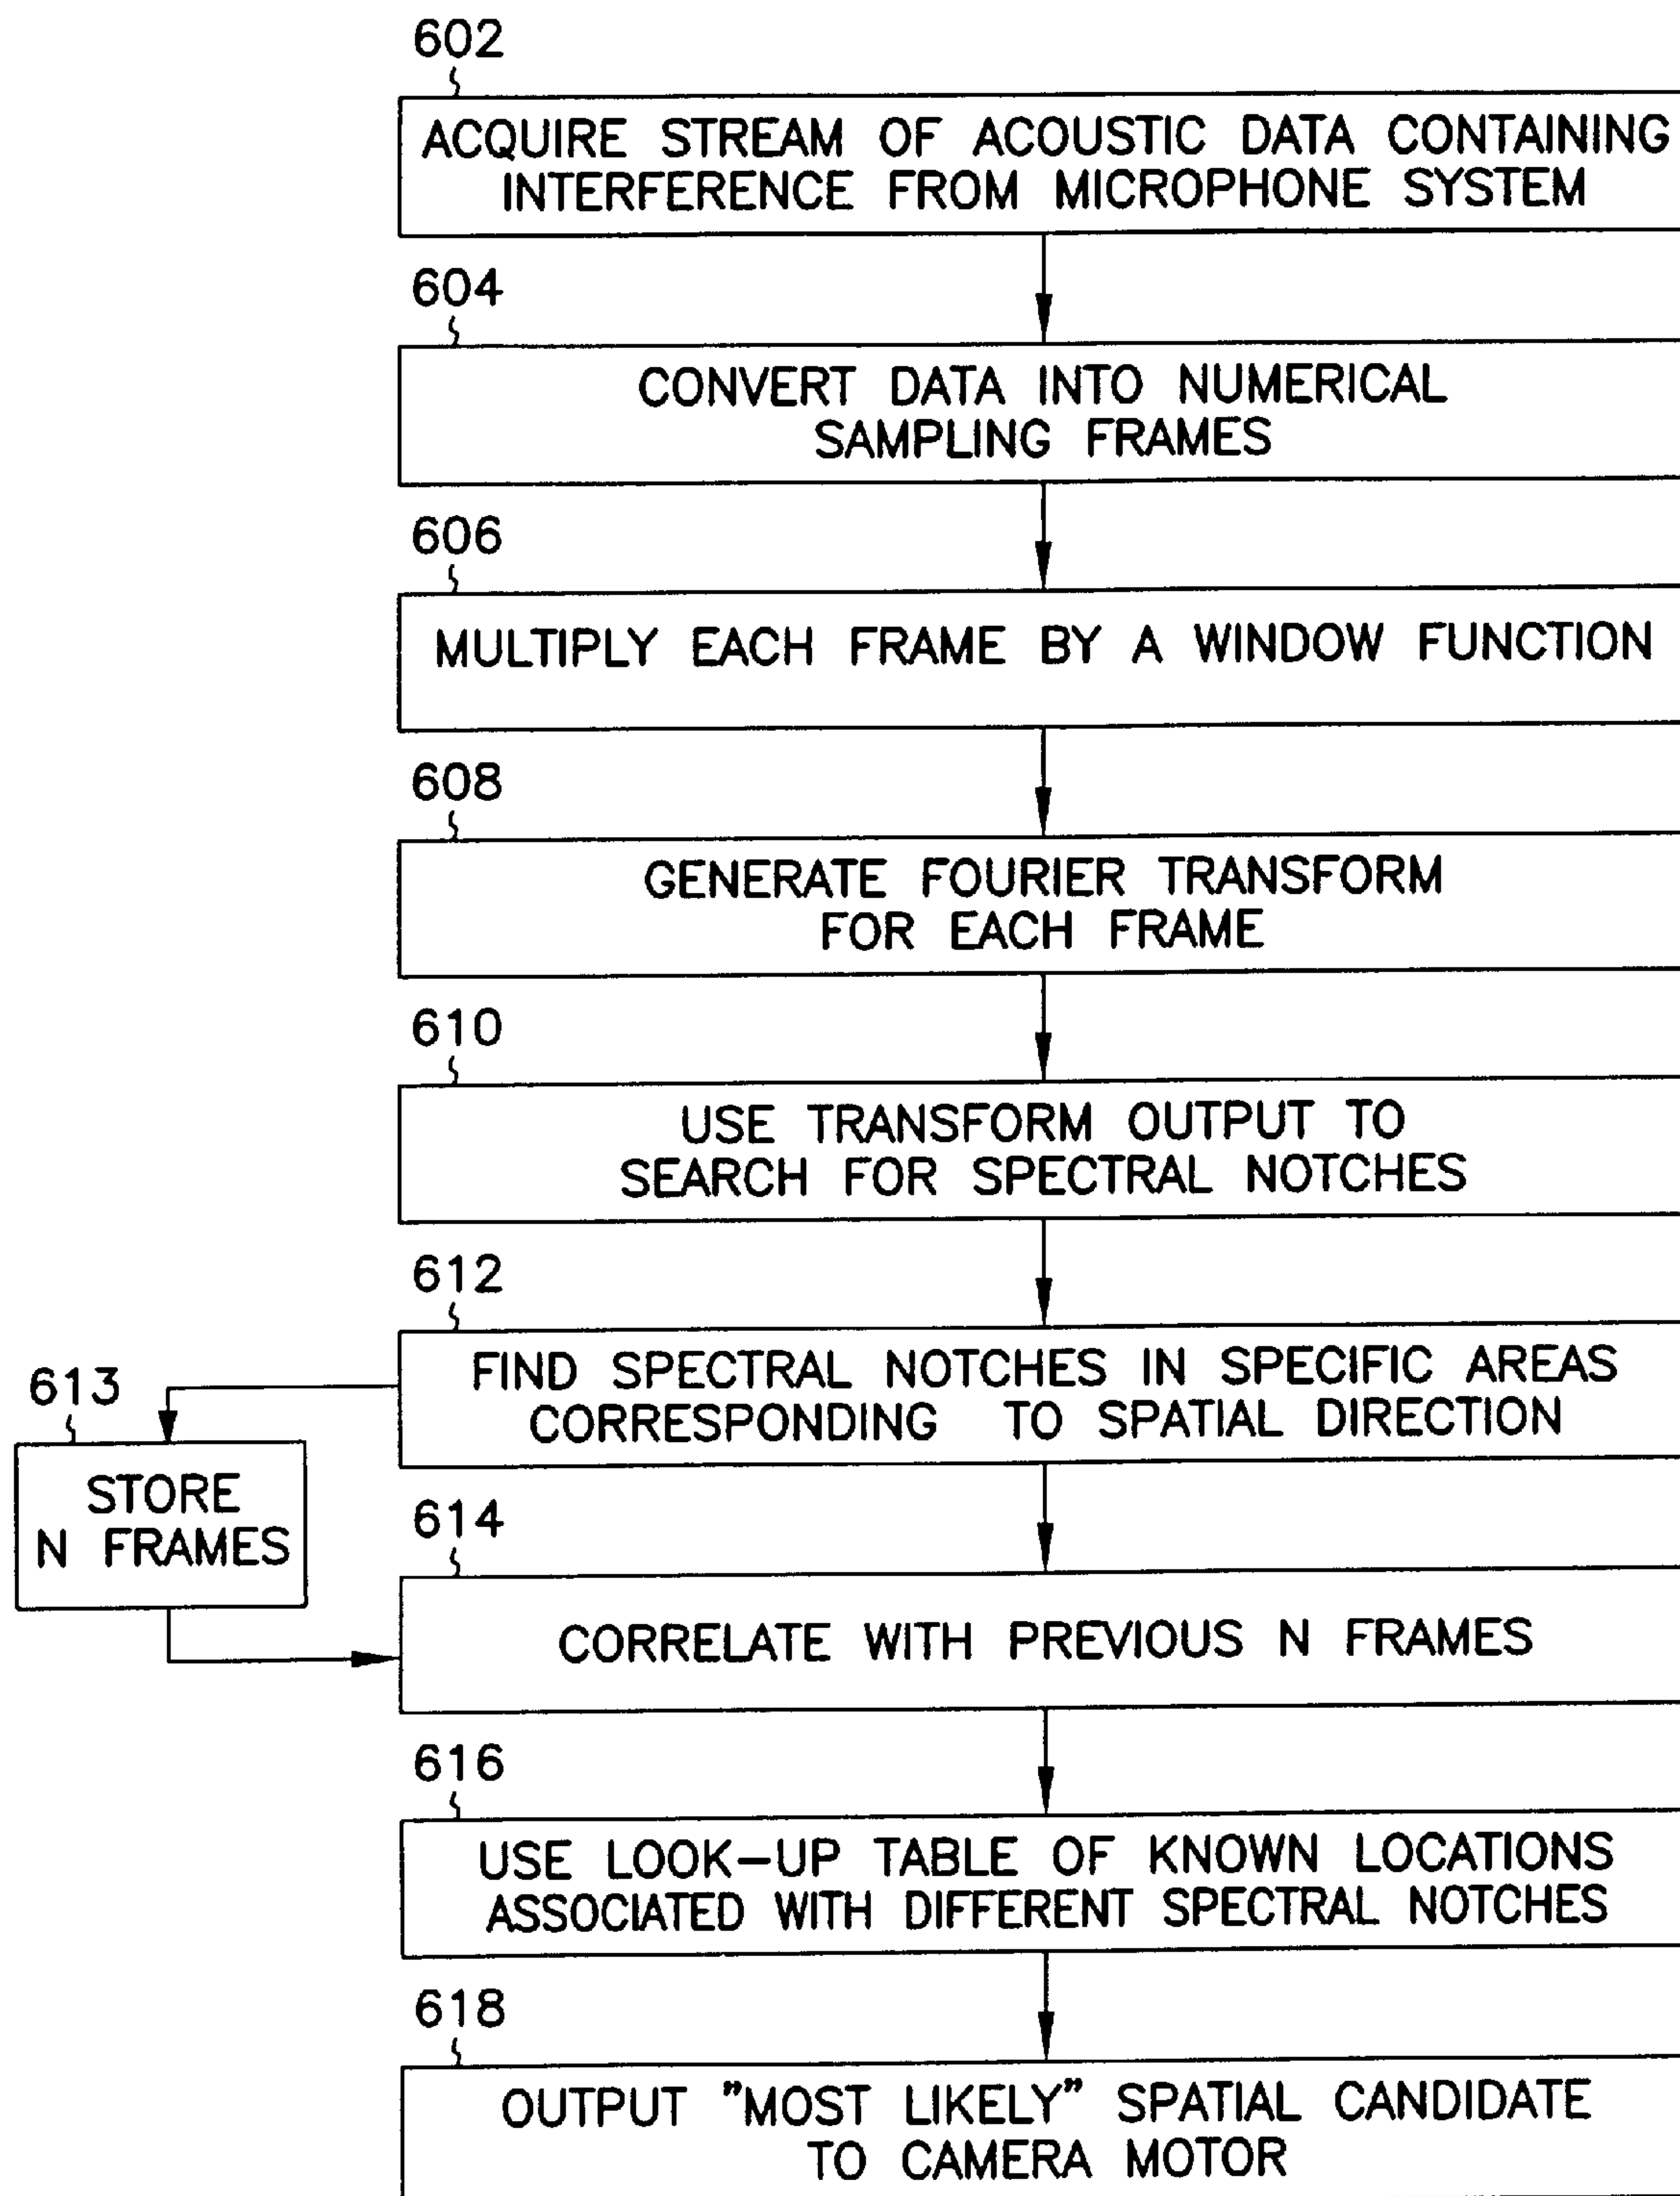 602
ACQUIRE STREAM OF ACOUSTIC DATA CONTAINING
INTERFERENCE FROM MICROPHONE SYSTEM
604
CONVERT DATA INTO NUMERICAL
SAMPLING FRAMES
606
MULTIPLY EACH FRAME BY A WINDOW FUNCTION
608
GENERATE FOURIER TRANSFORM
FOR EACH FRAME
610
USE TRANSFORM OUTPUT TO
SEARCH FOR SPECTRAL NOTCHES
612
FIND SPECTRAL NOTCHES IN SPECIFIC AREAS
CORRESPONDING TO SPATIAL DIRECTION
613
STORE
N FRAMES
614
CORRELATE WITH PREVIOUS N FRAMES
616
USE LOOK-UP TABLE OF KNOWN LOCATIONS
ASSOCIATED WITH DIFFERENT SPECTRAL NOTCHES
618
OUTPUT "MOST LIKELY" SPATIAL CANDIDATE
TO CAMERA MOTOR